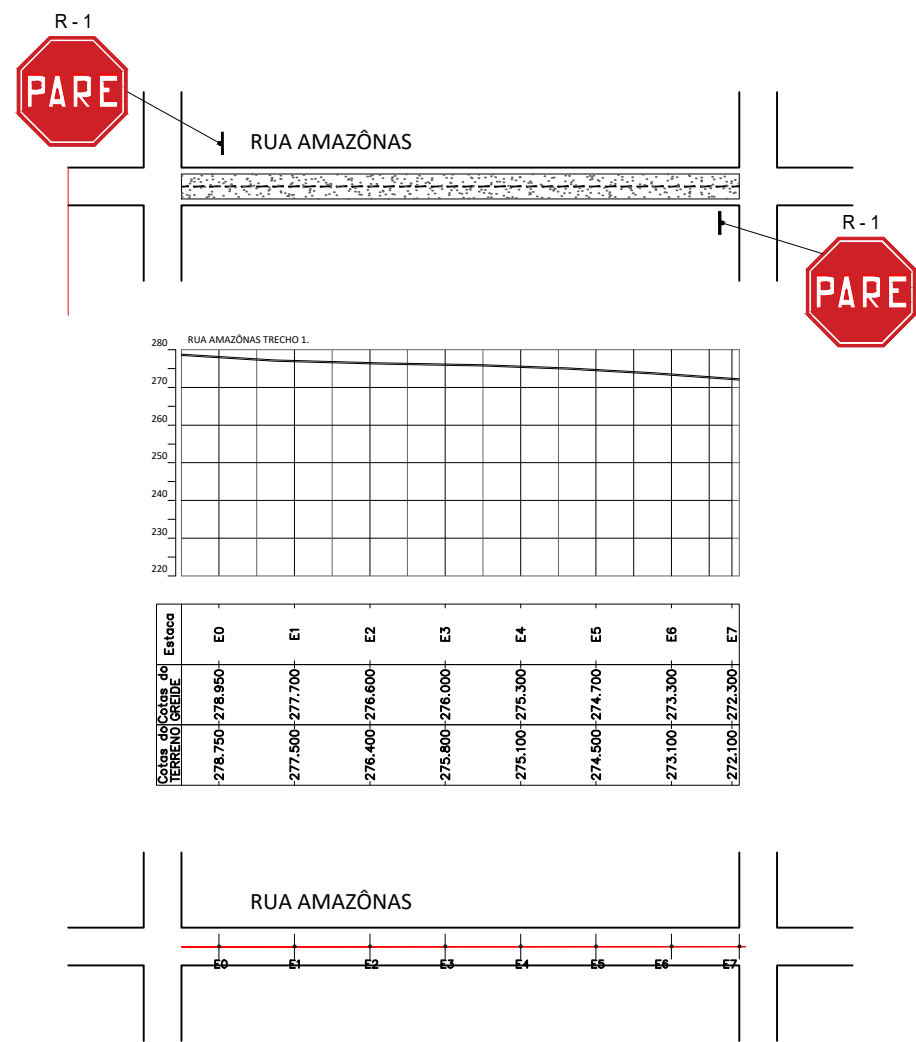 R - 1
PARE
RUA AMAZÔNAS
R - 1
PARE
RUA AMAZÔNAS TRECHO 1.
280
270
260
250
240
230
220
Estaca
E0
E1
E2
E3
E4
E5
E6
E7
Cotas do
GREIDE
278.950
277.700
276.600
276.000
275.300
274.700
273.300
272.300
Cotas do
TERRENO
278.750
277.500
276.400
275.800
275.100
274.500
273.100
272.100
RUA AMAZÔNAS
E0
E1
E2
E3
E4
E5
E6
E7